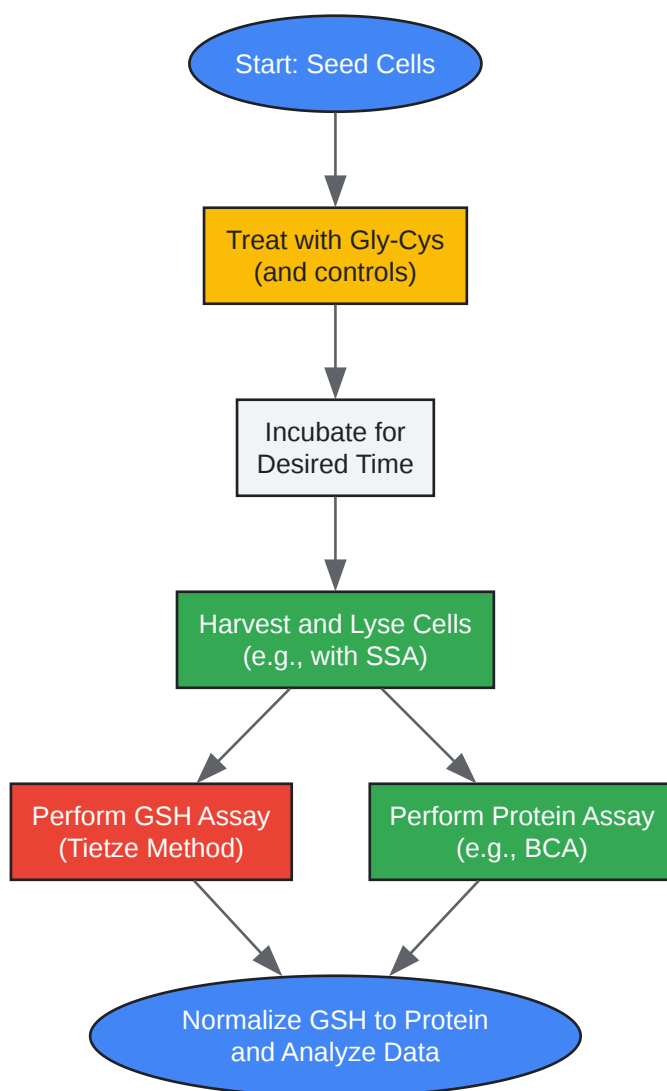 Start: Seed Cells
Treat with Gly-Cys
(and controls)
Incubate for
Desired Time
Harvest and Lyse Cells
(e.g., with SSA)
Perform GSH Assay
(Tietze Method)
Perform Protein Assay
(e.g., BCA)
Normalize GSH to Protein
and Analyze Data